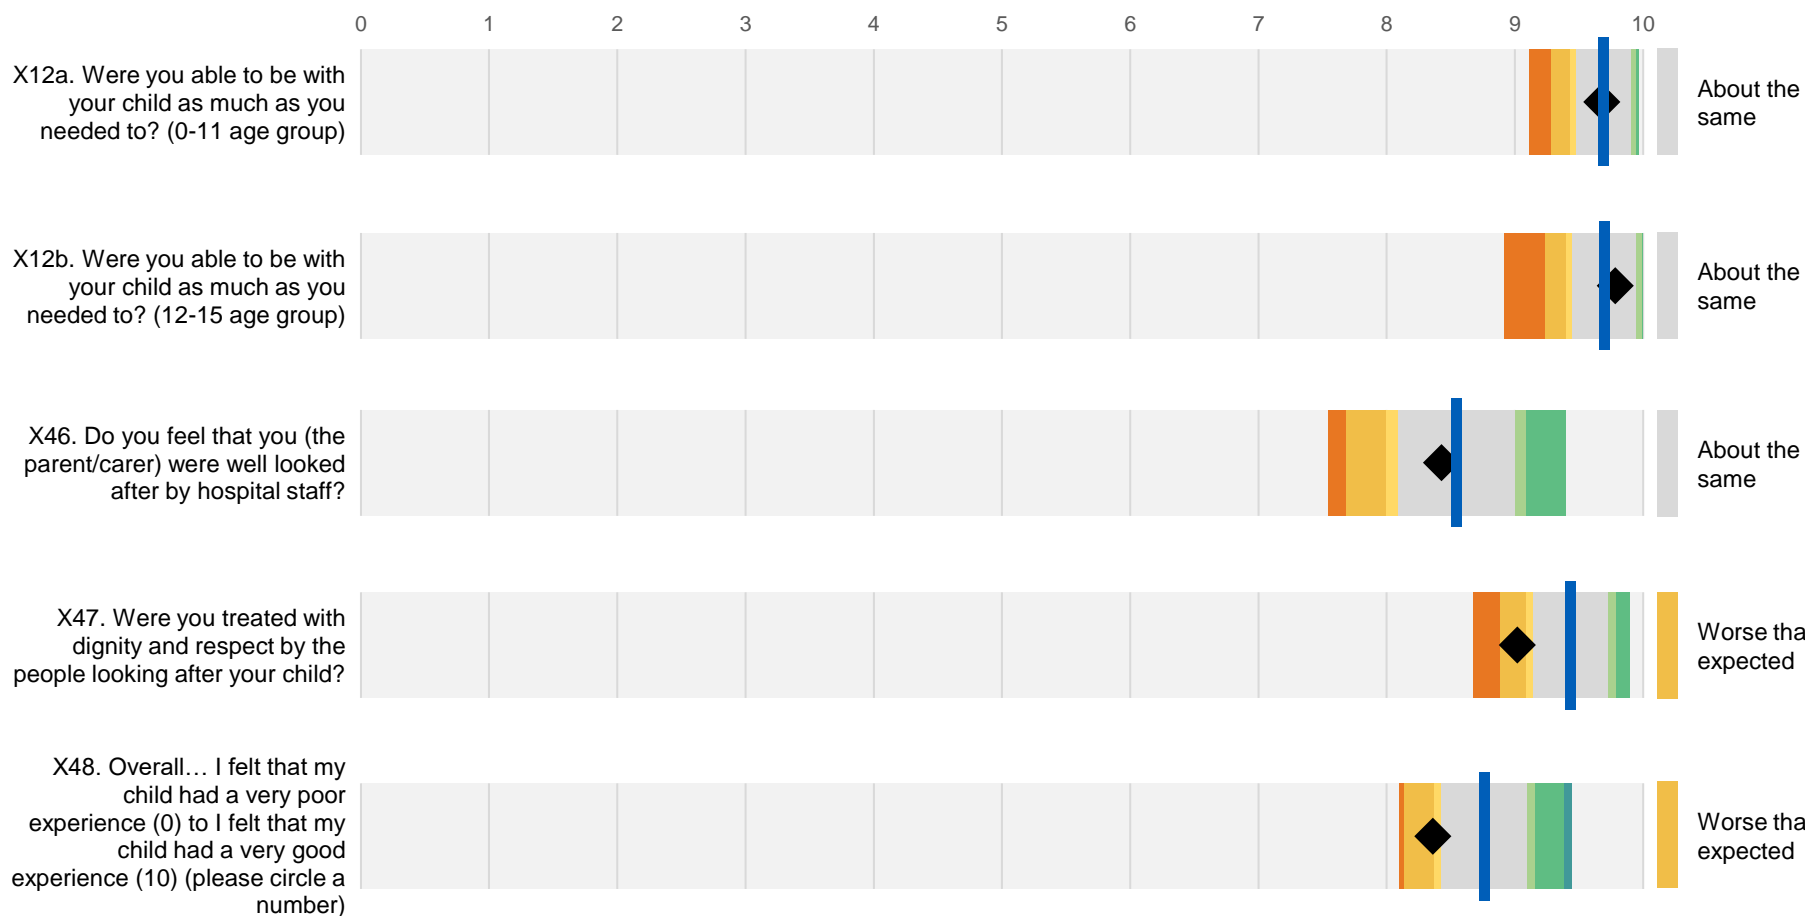 0 1 2 3 4 5 6 7 8 9 10
X12a. Were you able to be with
your child as much as you
needed to? (0-11 age group)
About the
same
X12b. Were you able to be with
your child as much as you
needed to? (12-15 age group)
About the
same
X46. Do you feel that you (the
parent/carer) were well looked
after by hospital staff?
About the
same
X47. Were you treated with
dignity and respect by the
people looking after your child?
Worse tha
expected
X48. Overall… I felt that my
child had a very poor
experience (0) to I felt that my
child had a very good
experience (10) (please circle a
number)
Worse tha
expected